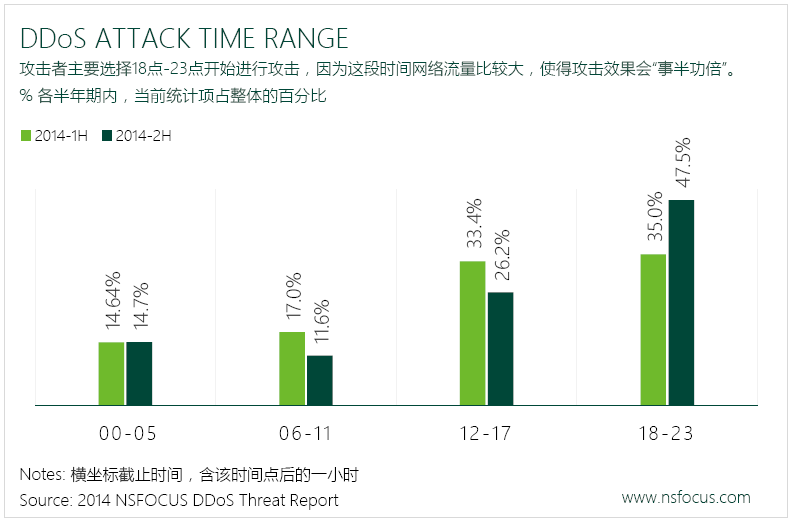 DDoS ATTACK TIME RANGE
攻击者主要选择18点-23点开始进行攻击，因为这段时间网络流量比较大，使得攻击效果会“事半功倍”。
% 各半年期内，当前统计项占整体的百分比
2014-1H 2014-2H
14.64% 14.7% 17.0% 11.6% 33.4% 26.2% 35.0% 47.5%
00-05 06-11 12-17 18-23
Notes: 横坐标截止时间，含该时间点后的一小时
Source: 2014 NSFOCUS DDoS Threat Report
www.nsfocus.com